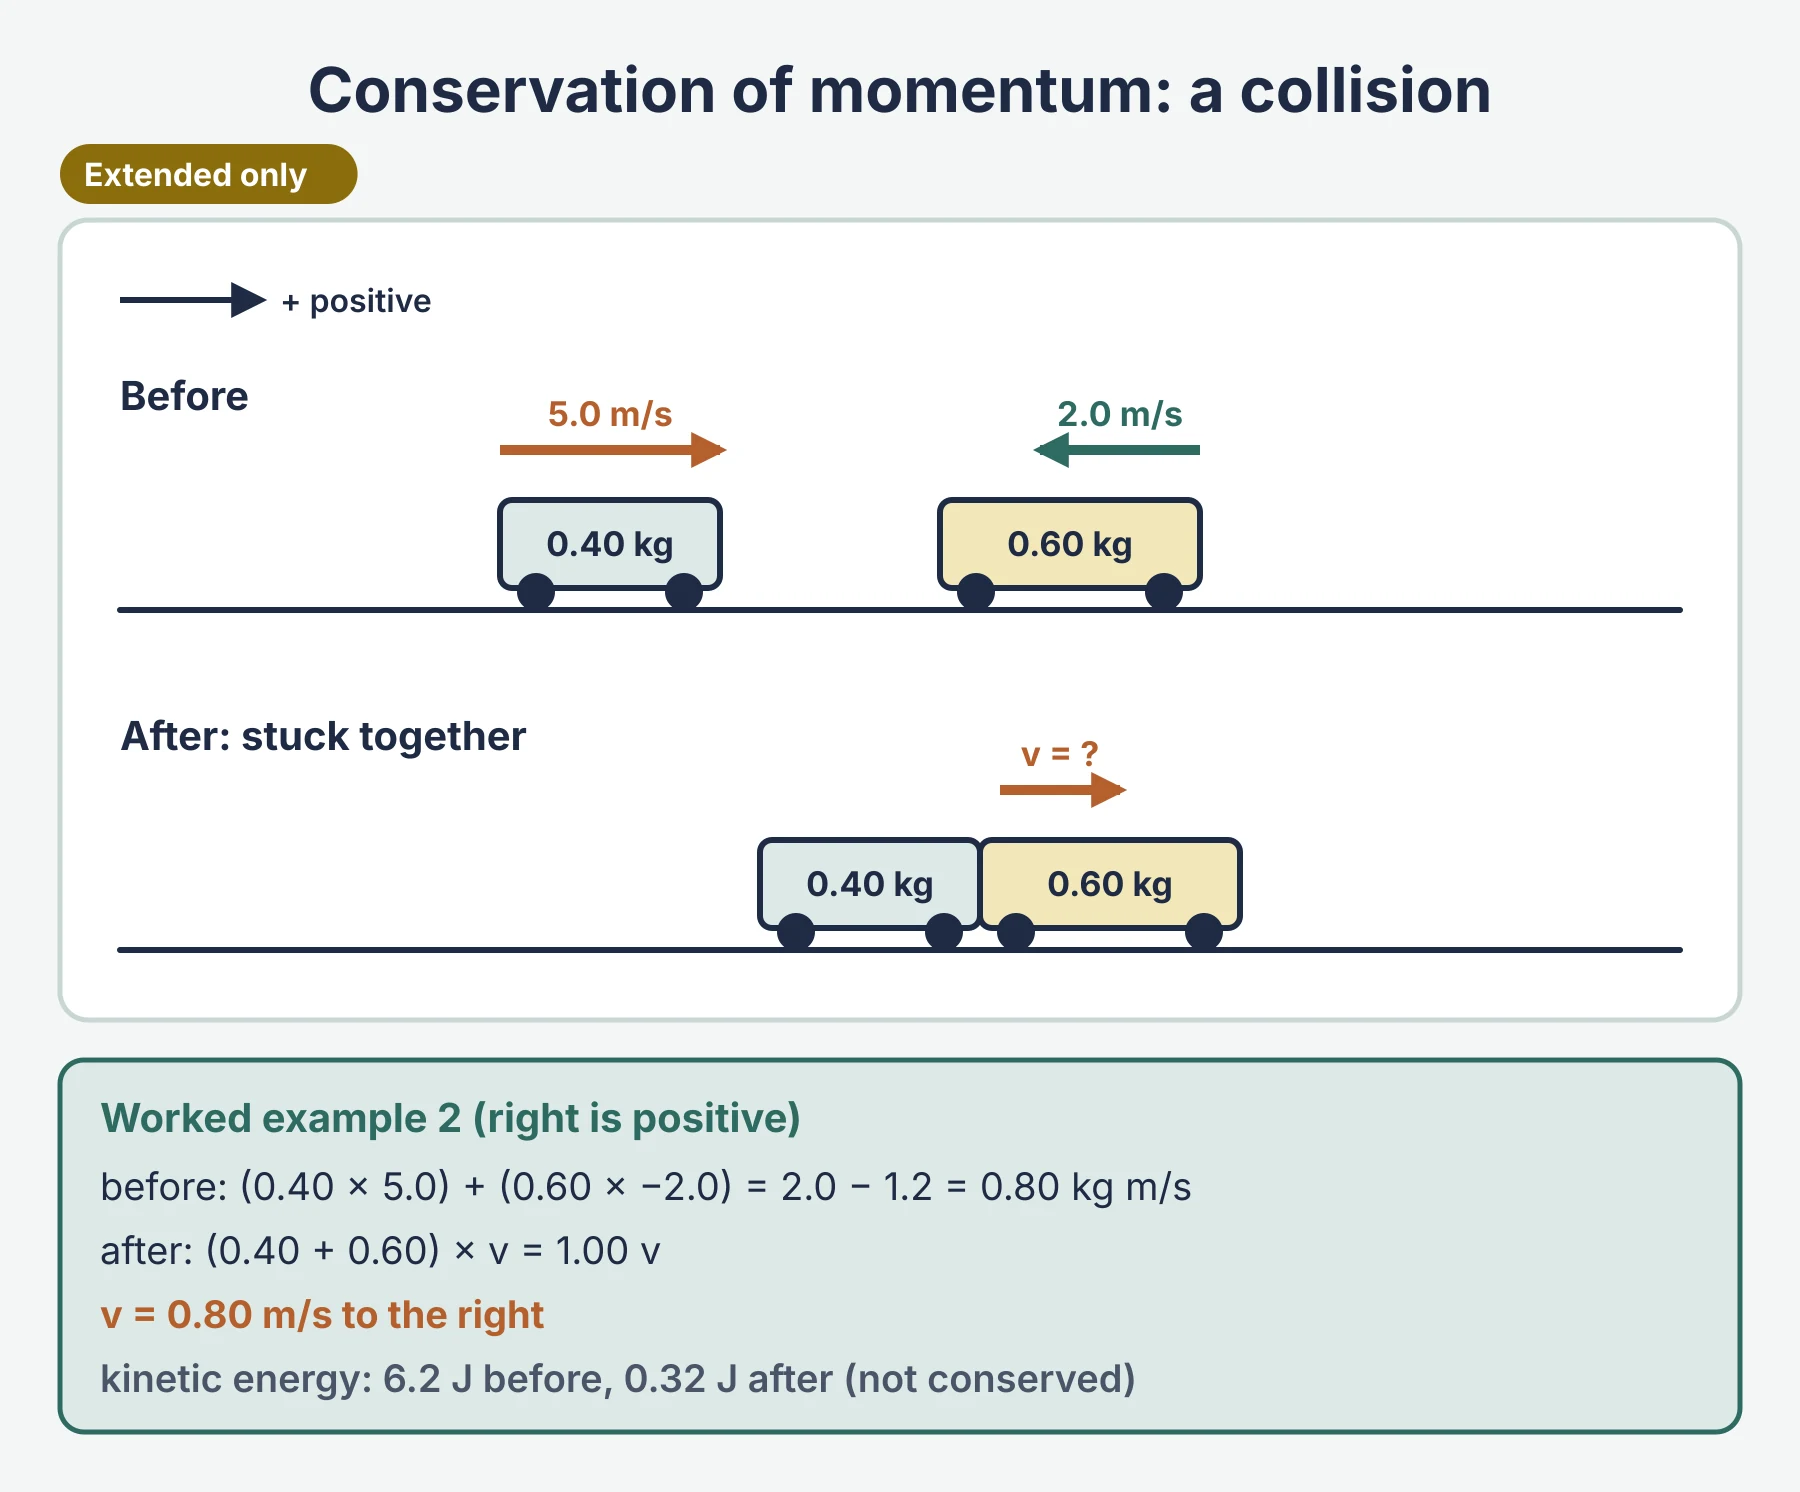 Conservation of momentum: a collision
Extended only
+ positive
Before
5.0 m/s
2.0 m/s
0.40 kg
0.60 kg
After: stuck together
v = ?
0.40 kg
0.60 kg
Worked example 2 (right is positive)
before: (0.40 × 5.0) + (0.60 × −2.0) = 2.0 − 1.2 = 0.80 kg m/s
after: (0.40 + 0.60) × v = 1.00 v
v = 0.80 m/s to the right
kinetic energy: 6.2 J before, 0.32 J after (not conserved)